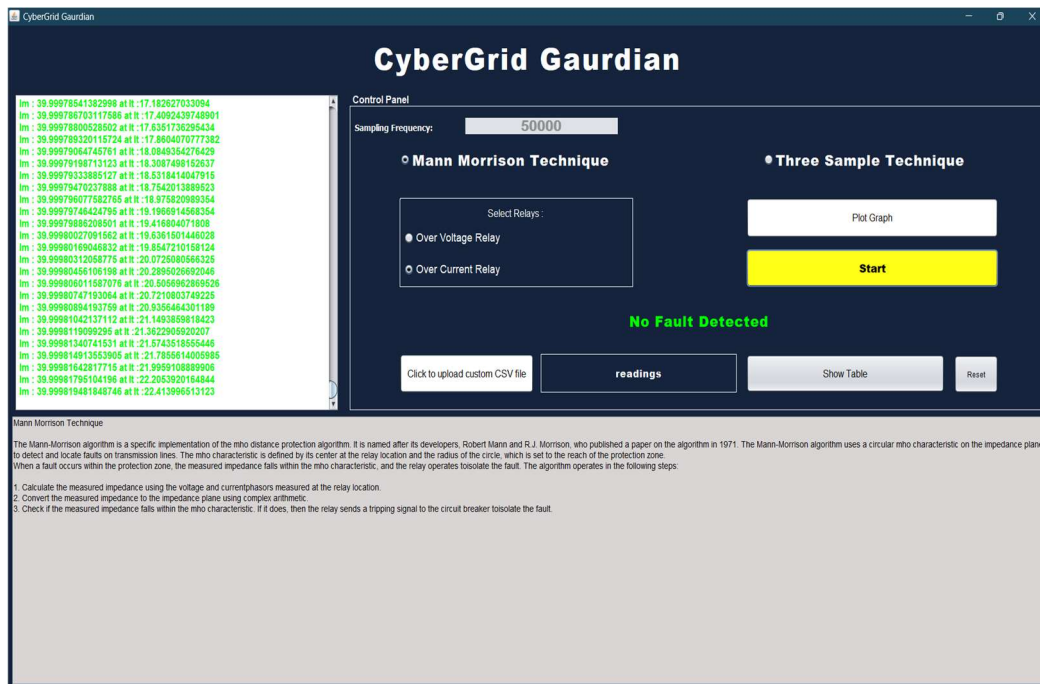 CyberGrid Gaurdian
CyberGrid Gaurdian
Im : 39.99978541382998 at It :17.182627033094
Im : 39.999786703117586 at It :17.4092439748901
Im : 39.99978800528502 at It :17.6351736295434
Im : 39.999789320115724 at It :17.8604070777382
Im : 39.99979064745761 at It :18.0849354276429
Im : 39.99979198713123 at It :18.3087498152637
Im : 39.99979333885127 at It :18.5318414047915
Im : 39.99979470237888 at It :18.7542013889523
Im : 39.999796077582765 at It :18.975820989354
Im : 39.99979746424795 at It :19.1966914568354
Im : 39.99979886208501 at It :19.416804071808
Im : 39.99980027091562 at It :19.6361501446028
Im : 39.99980169046832 at It :19.8547210158124
Im : 39.99980312058775 at It :20.0725080566325
Im : 39.99980456106198 at It :20.2895026692046
Im : 39.999806011587076 at It :20.5056962869526
Im : 39.99980747193064 at It :20.7210803749225
Im : 39.99980894193759 at It :20.9356464301189
Im : 39.99981042137112 at It :21.1493859818423
Im : 39.9998119099295 at It :21.3622905920207
Im : 39.99981340741531 at It :21.5743518555446
Im : 39.999814913553905 at It :21.7855614005985
Im : 39.99981642817715 at It :21.9959108889906
Im : 39.99981795104196 at It :22.2053920164844
Im : 39.999819481848746 at It :22.413996513123
Control Panel
Sampling Frequency: 50000
Mann Morrison Technique
Three Sample Technique
Select Relays :
Over Voltage Relay
Over Current Relay
Plot Graph
Start
No Fault Detected
Click to upload custom CSV file
readings
Show Table
Reset
Mann Morrison Technique
The Mann-Morrison algorithm is a specific implementation of the mho distance protection algorithm. It is named after its developers, Robert Mann and R.J. Morrison, who published a paper on the algorithm in 1971. The Mann-Morrison algorithm uses a circular mho characteristic on the impedance plane
to detect and locate faults on transmission lines. The mho characteristic is defined by its center at the relay location and the radius of the circle, which is set to the reach of the protection zone.
When a fault occurs within the protection zone, the measured impedance falls within the mho characteristic, and the relay operates toisolate the fault. The algorithm operates in the following steps:
1. Calculate the measured impedance using the voltage and currentphasors measured at the relay location.
2. Convert the measured impedance to the impedance plane using complex arithmetic.
3. Check if the measured impedance falls within the mho characteristic. If it does, then the relay sends a tripping signal to the circuit breaker toisolate the fault.